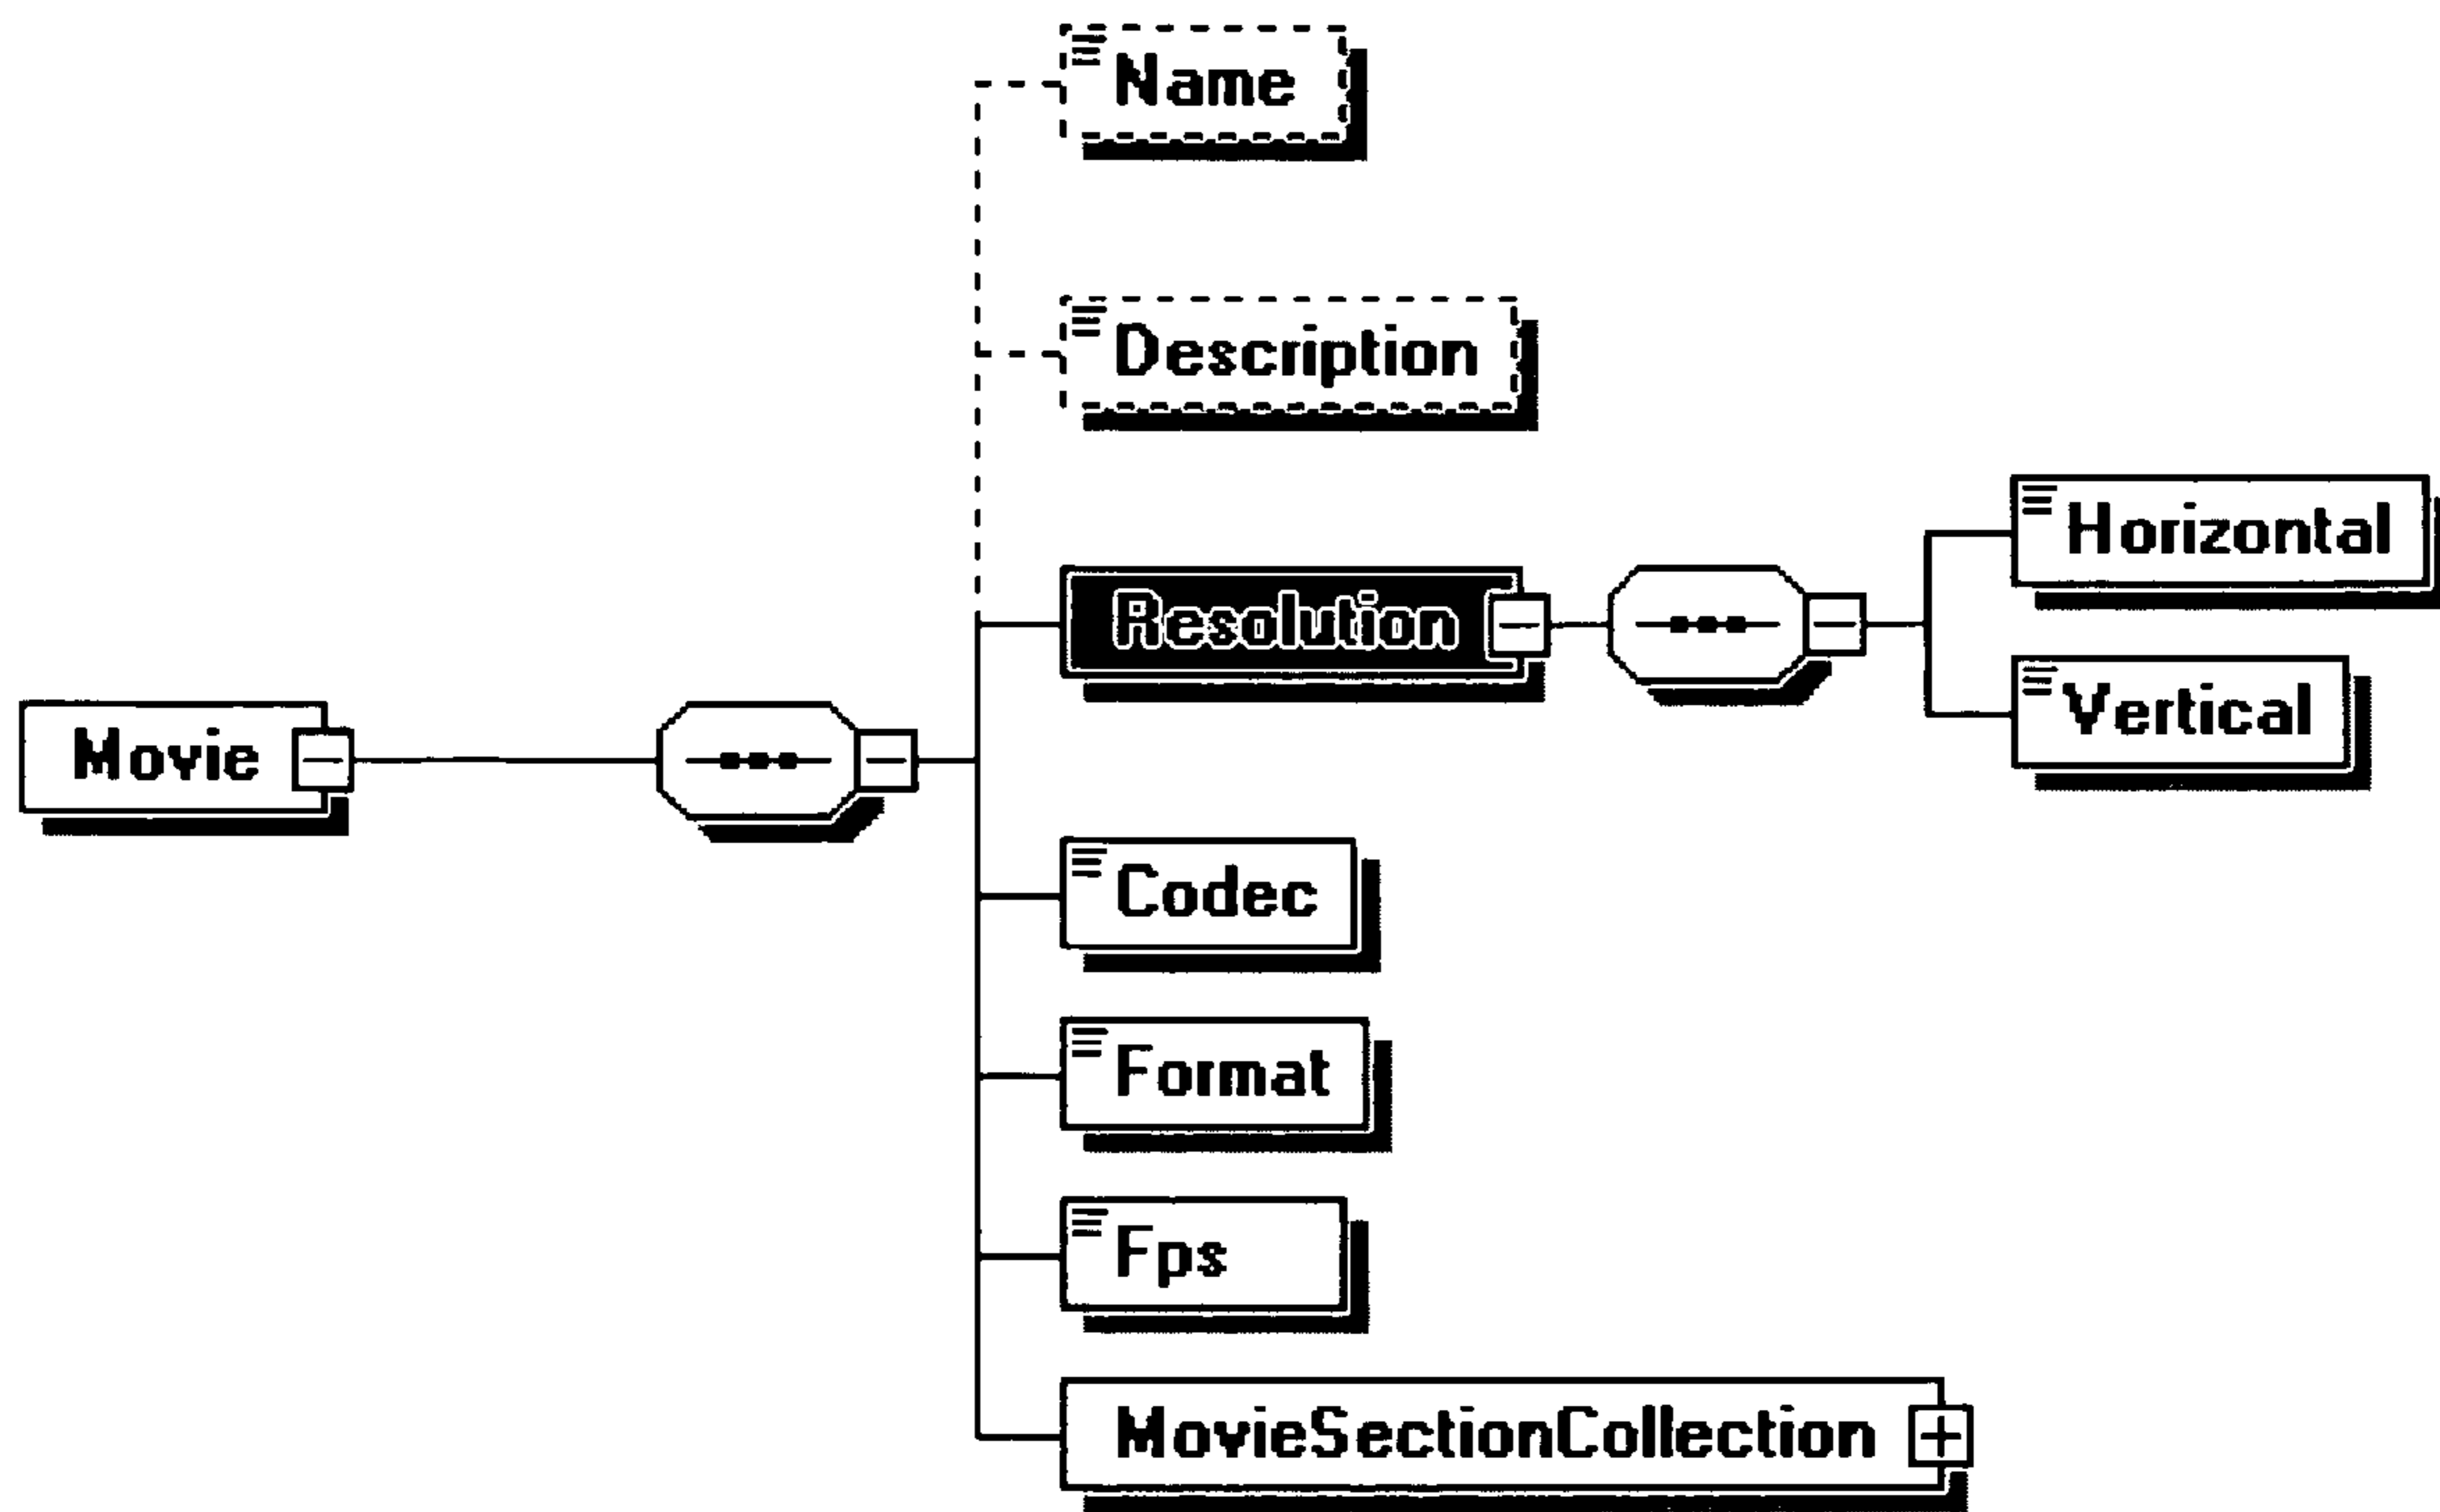 Name
Description
Resolution
Horizontal
Vertical
Movie
Codec
Format
Fps
MovieSectionCollection